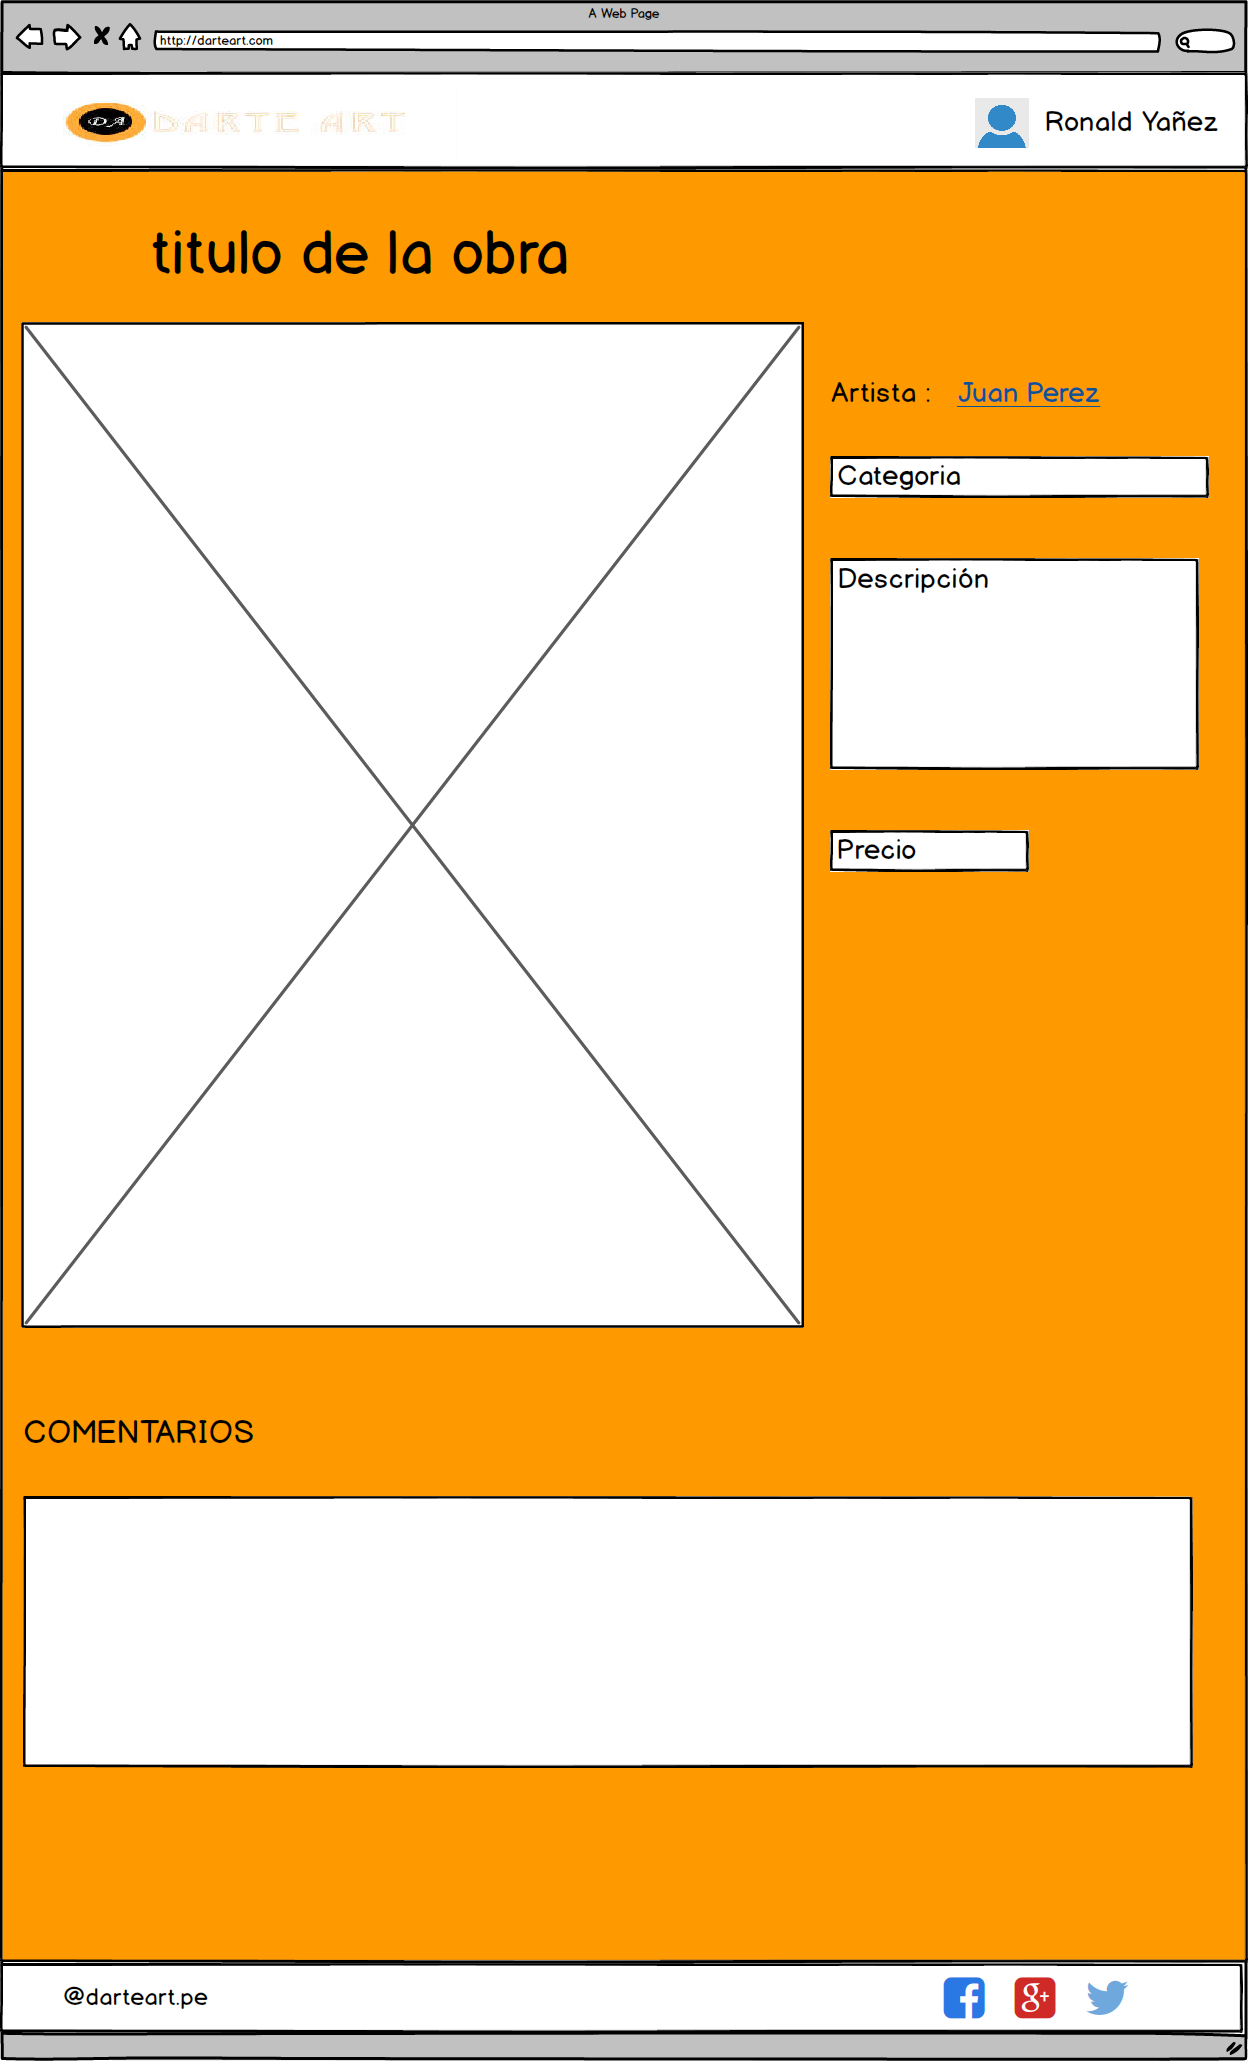 A Web Page
http://darteart.com
DA DARTE ART
Ronald Yañez
titulo de la obra
Artista : Juan Perez
Categoria
Descripción
Precio
COMENTARIOS
@darteart.pe
g+